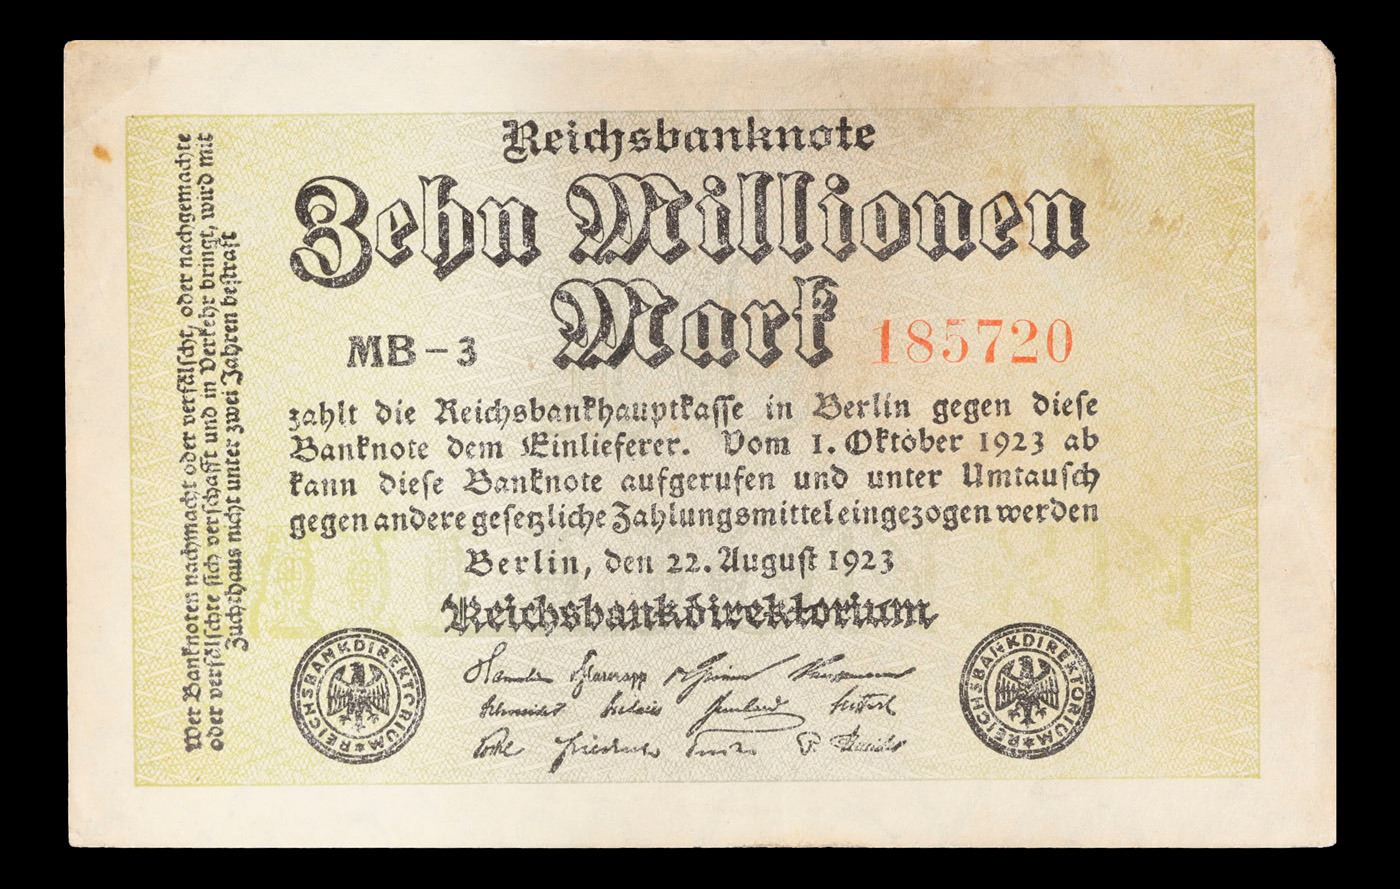 Reichsbanknote
Zehn Millionen
Mark
MB-3
185720
zahlt die Reichsbankhauptkasse in Berlin gegen diese
Banknote dem Einlieferer. Vom 1. Oktober 1923 ab
kann diese Banknote aufgerufen und unter Umtausch
gegen andere gesetzliche Zahlungsmittel eingezogen werden
Berlin, den 22. August 1923
Reichsbankdirektorium
REICHSBANKDIREKTORIUM
REICHSBANKDIREKTORIUM
Wer Banknoten nachmacht oder verfälscht, oder nachgemachte
oder verfälschte sich verschafft und in Verkehr bringt, wird mit
Zuchthaus nicht unter zwei Jahren bestraft